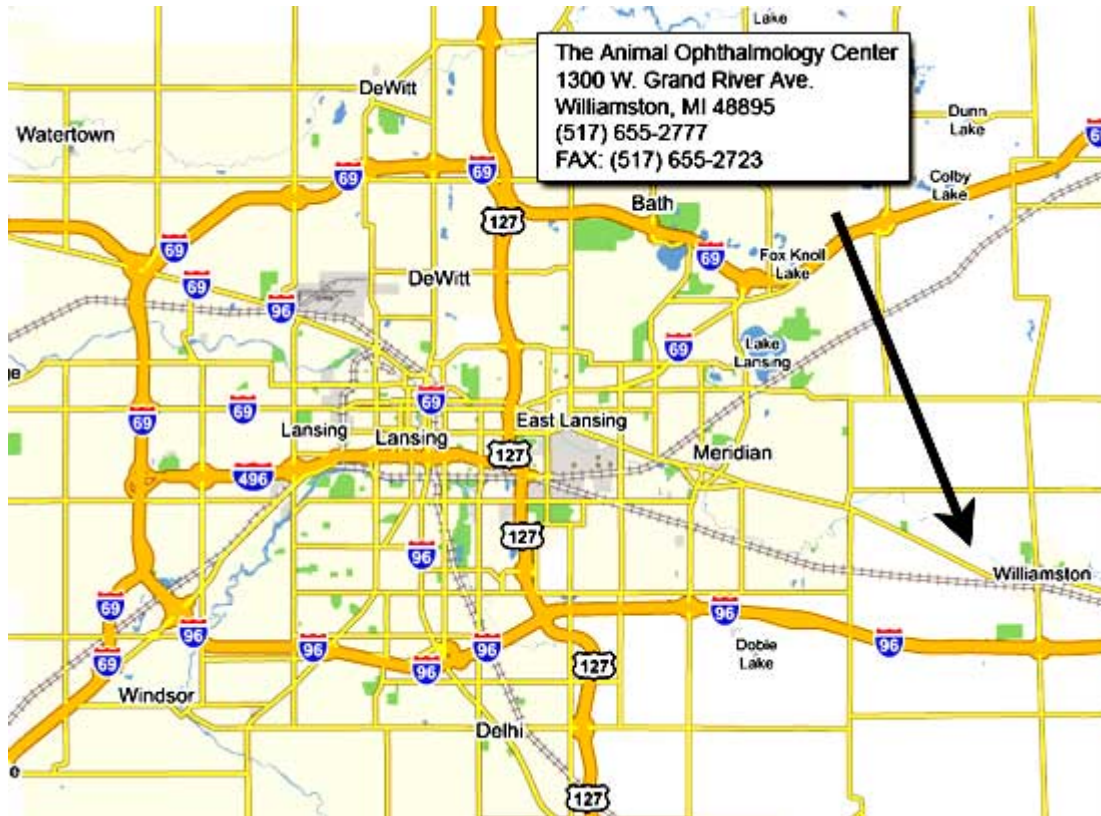 Lake
The Animal Ophthalmology Center
1300 W. Grand River Ave.
Williamston, MI 48895
(517) 655-2777
FAX: (517) 655-2723
DeWitt
Dunn
Lake
Watertown
69
69
Colby
Lake
Bath
127
69
69
Fox Knoll
Lake
DeWitt
69
96
69
Lake
Lansing
ge
69
69
69
East Lansing
Lansing
Lansing
127
Meridian
496
127
96
Williamston
69
96
96
96
96
96
Dobie
Lake
69
96
127
Windsor
Delhi
e
127